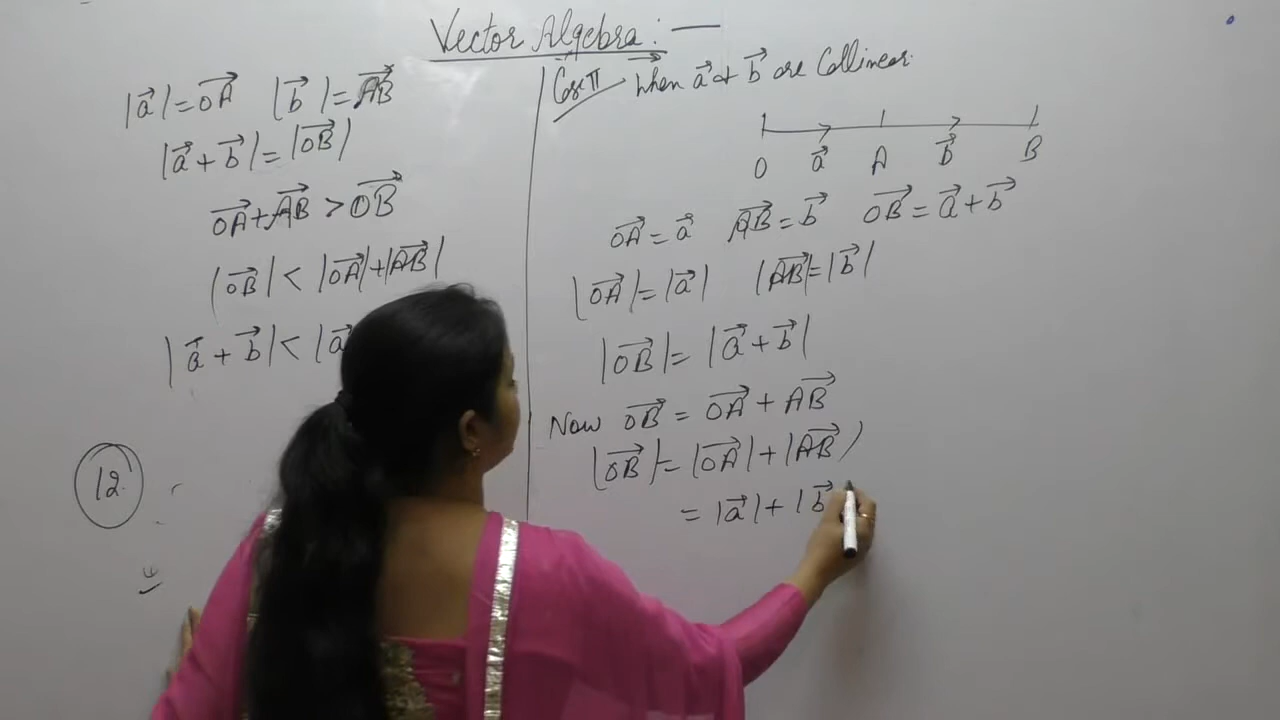 Vector Algebra : —
|a⃗| = OA⃗ |b⃗| = AB⃗
|a⃗ + b⃗| = |OB⃗|
OA⃗ + AB⃗ > OB⃗
|OB⃗| < |OA⃗| + |AB⃗|
|a⃗ + b⃗| < |a⃗
12.
Case II When a⃗ & b⃗ are Collinear.
O a⃗ A b⃗ B
OA⃗ = a⃗ AB⃗ = b⃗ OB⃗ = a⃗ + b⃗
|OA⃗| = |a⃗| |AB⃗| = |b⃗|
|OB⃗| = |a⃗ + b⃗|
Now OB⃗ = OA⃗ + AB⃗
|OB⃗| = |OA⃗| + |AB⃗|
= |a⃗| + |b⃗